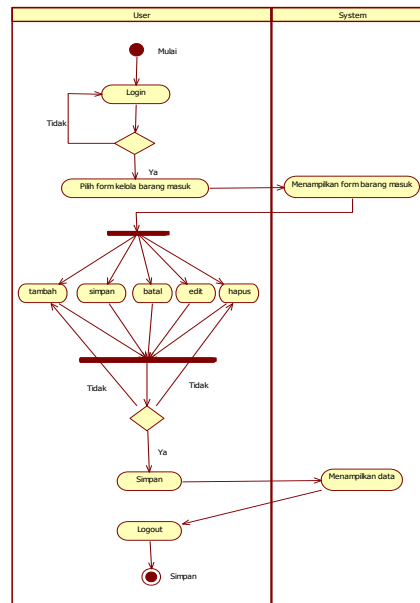 User
System
Mulai
Login
Tidak
Ya
Pilih form kelola barang masuk
Menampilkan form barang masuk
tambah
simpan
batal
edit
hapus
Tidak
Tidak
Ya
Simpan
Menampilkan data
Logout
Simpan